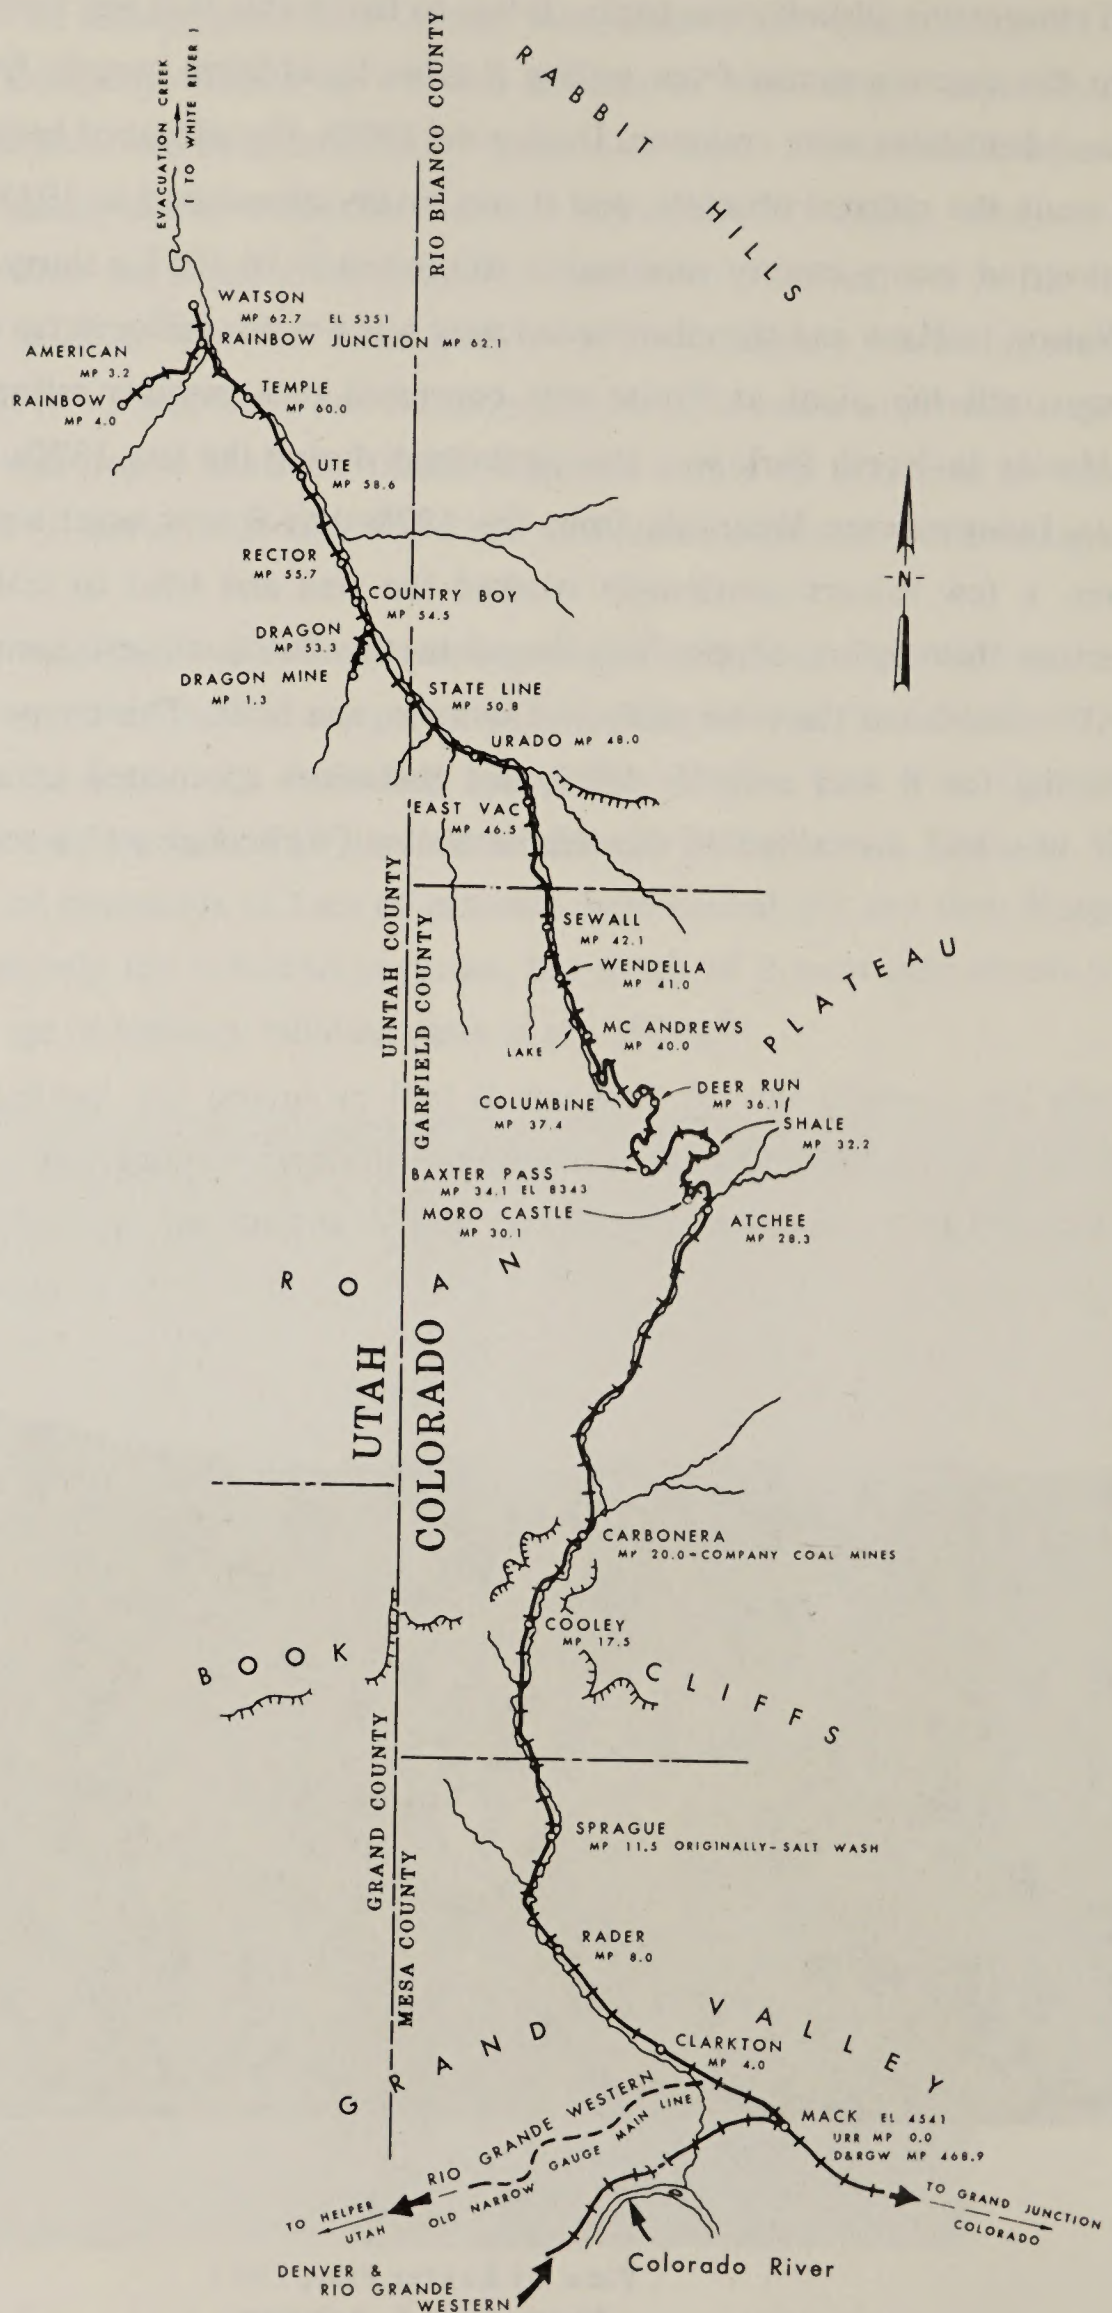 RABBIT HILLS
EVACUATION CREEK
( TO WHITE RIVER )
RIO BLANCO COUNTY
WATSON
MP 62.7 EL 5351
RAINBOW JUNCTION MP 62.1
AMERICAN
MP 3.2
RAINBOW
MP 4.0
TEMPLE
MP 60.0
UTE
MP 58.6
-N-
RECTOR
MP 55.7
COUNTRY BOY
MP 54.5
DRAGON
MP 53.3
DRAGON MINE
MP 1.3
STATE LINE
MP 50.8
URADO MP 48.0
EAST VAC
MP 46.5
UINTAH COUNTY
GARFIELD COUNTY
SEWALL
MP 42.1
WENDELLA
MP 41.0
MC ANDREWS
MP 40.0
LAKE
COLUMBINE
MP 37.4
DEER RUN
MP 36.1
SHALE
MP 32.2
BAXTER PASS
MP 34.1 EL 8343
MORO CASTLE
MP 30.1
ATCHEE
MP 28.3
ROAN PLATEAU
UTAH
COLORADO
CARBONERA
MP 20.0-COMPANY COAL MINES
COOLEY
MP 17.5
BOOK CLIFFS
GRAND COUNTY
MESA COUNTY
SPRAGUE
MP 11.5 ORIGINALLY-SALT WASH
RADER
MP 8.0
GRAND VALLEY
CLARKTON
MP 4.0
MACK EL 4541
URR MP 0.0
D&RGW MP 468.9
RIO GRANDE WESTERN
OLD NARROW GAUGE MAIN LINE
TO HELPER
UTAH
TO GRAND JUNCTION
COLORADO
Colorado River
DENVER &
RIO GRANDE
WESTERN